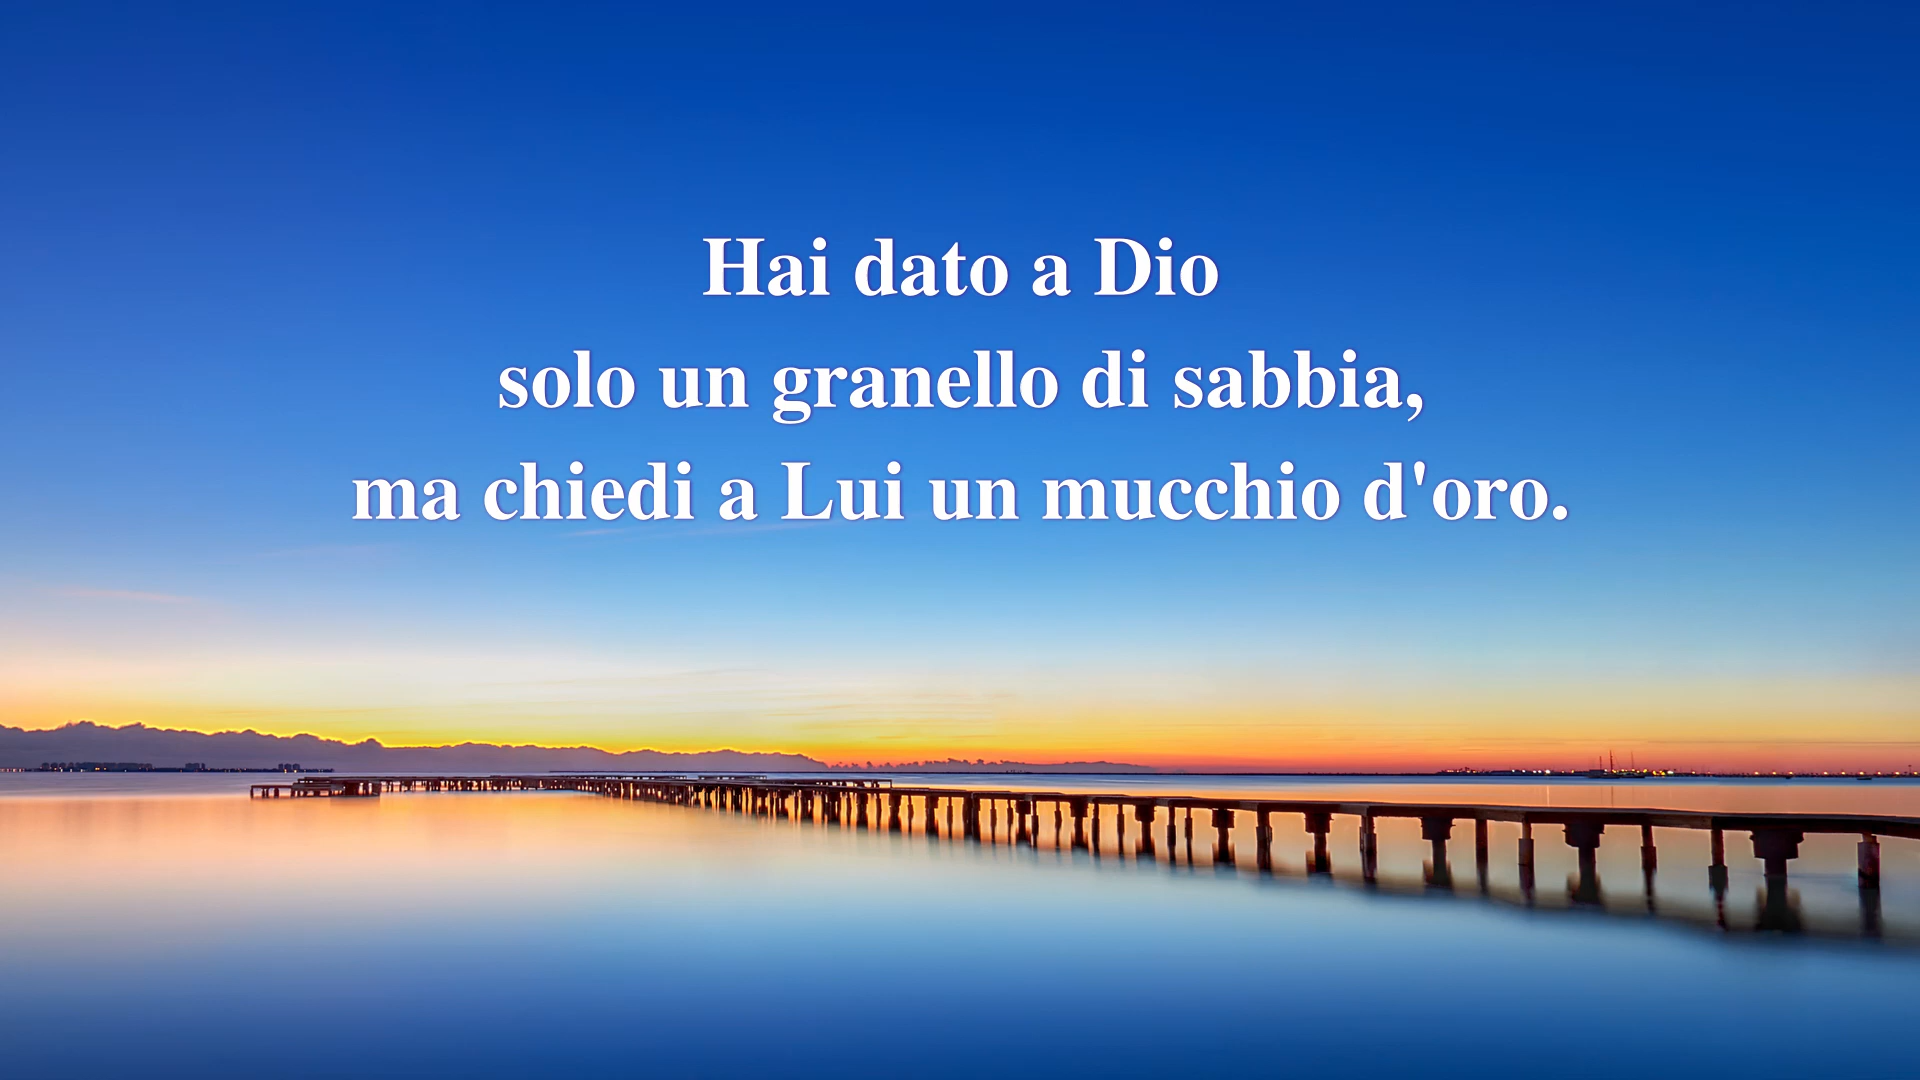 Hai dato a Dio
solo un granello di sabbia,
ma chiedi a Lui un mucchio d'oro.